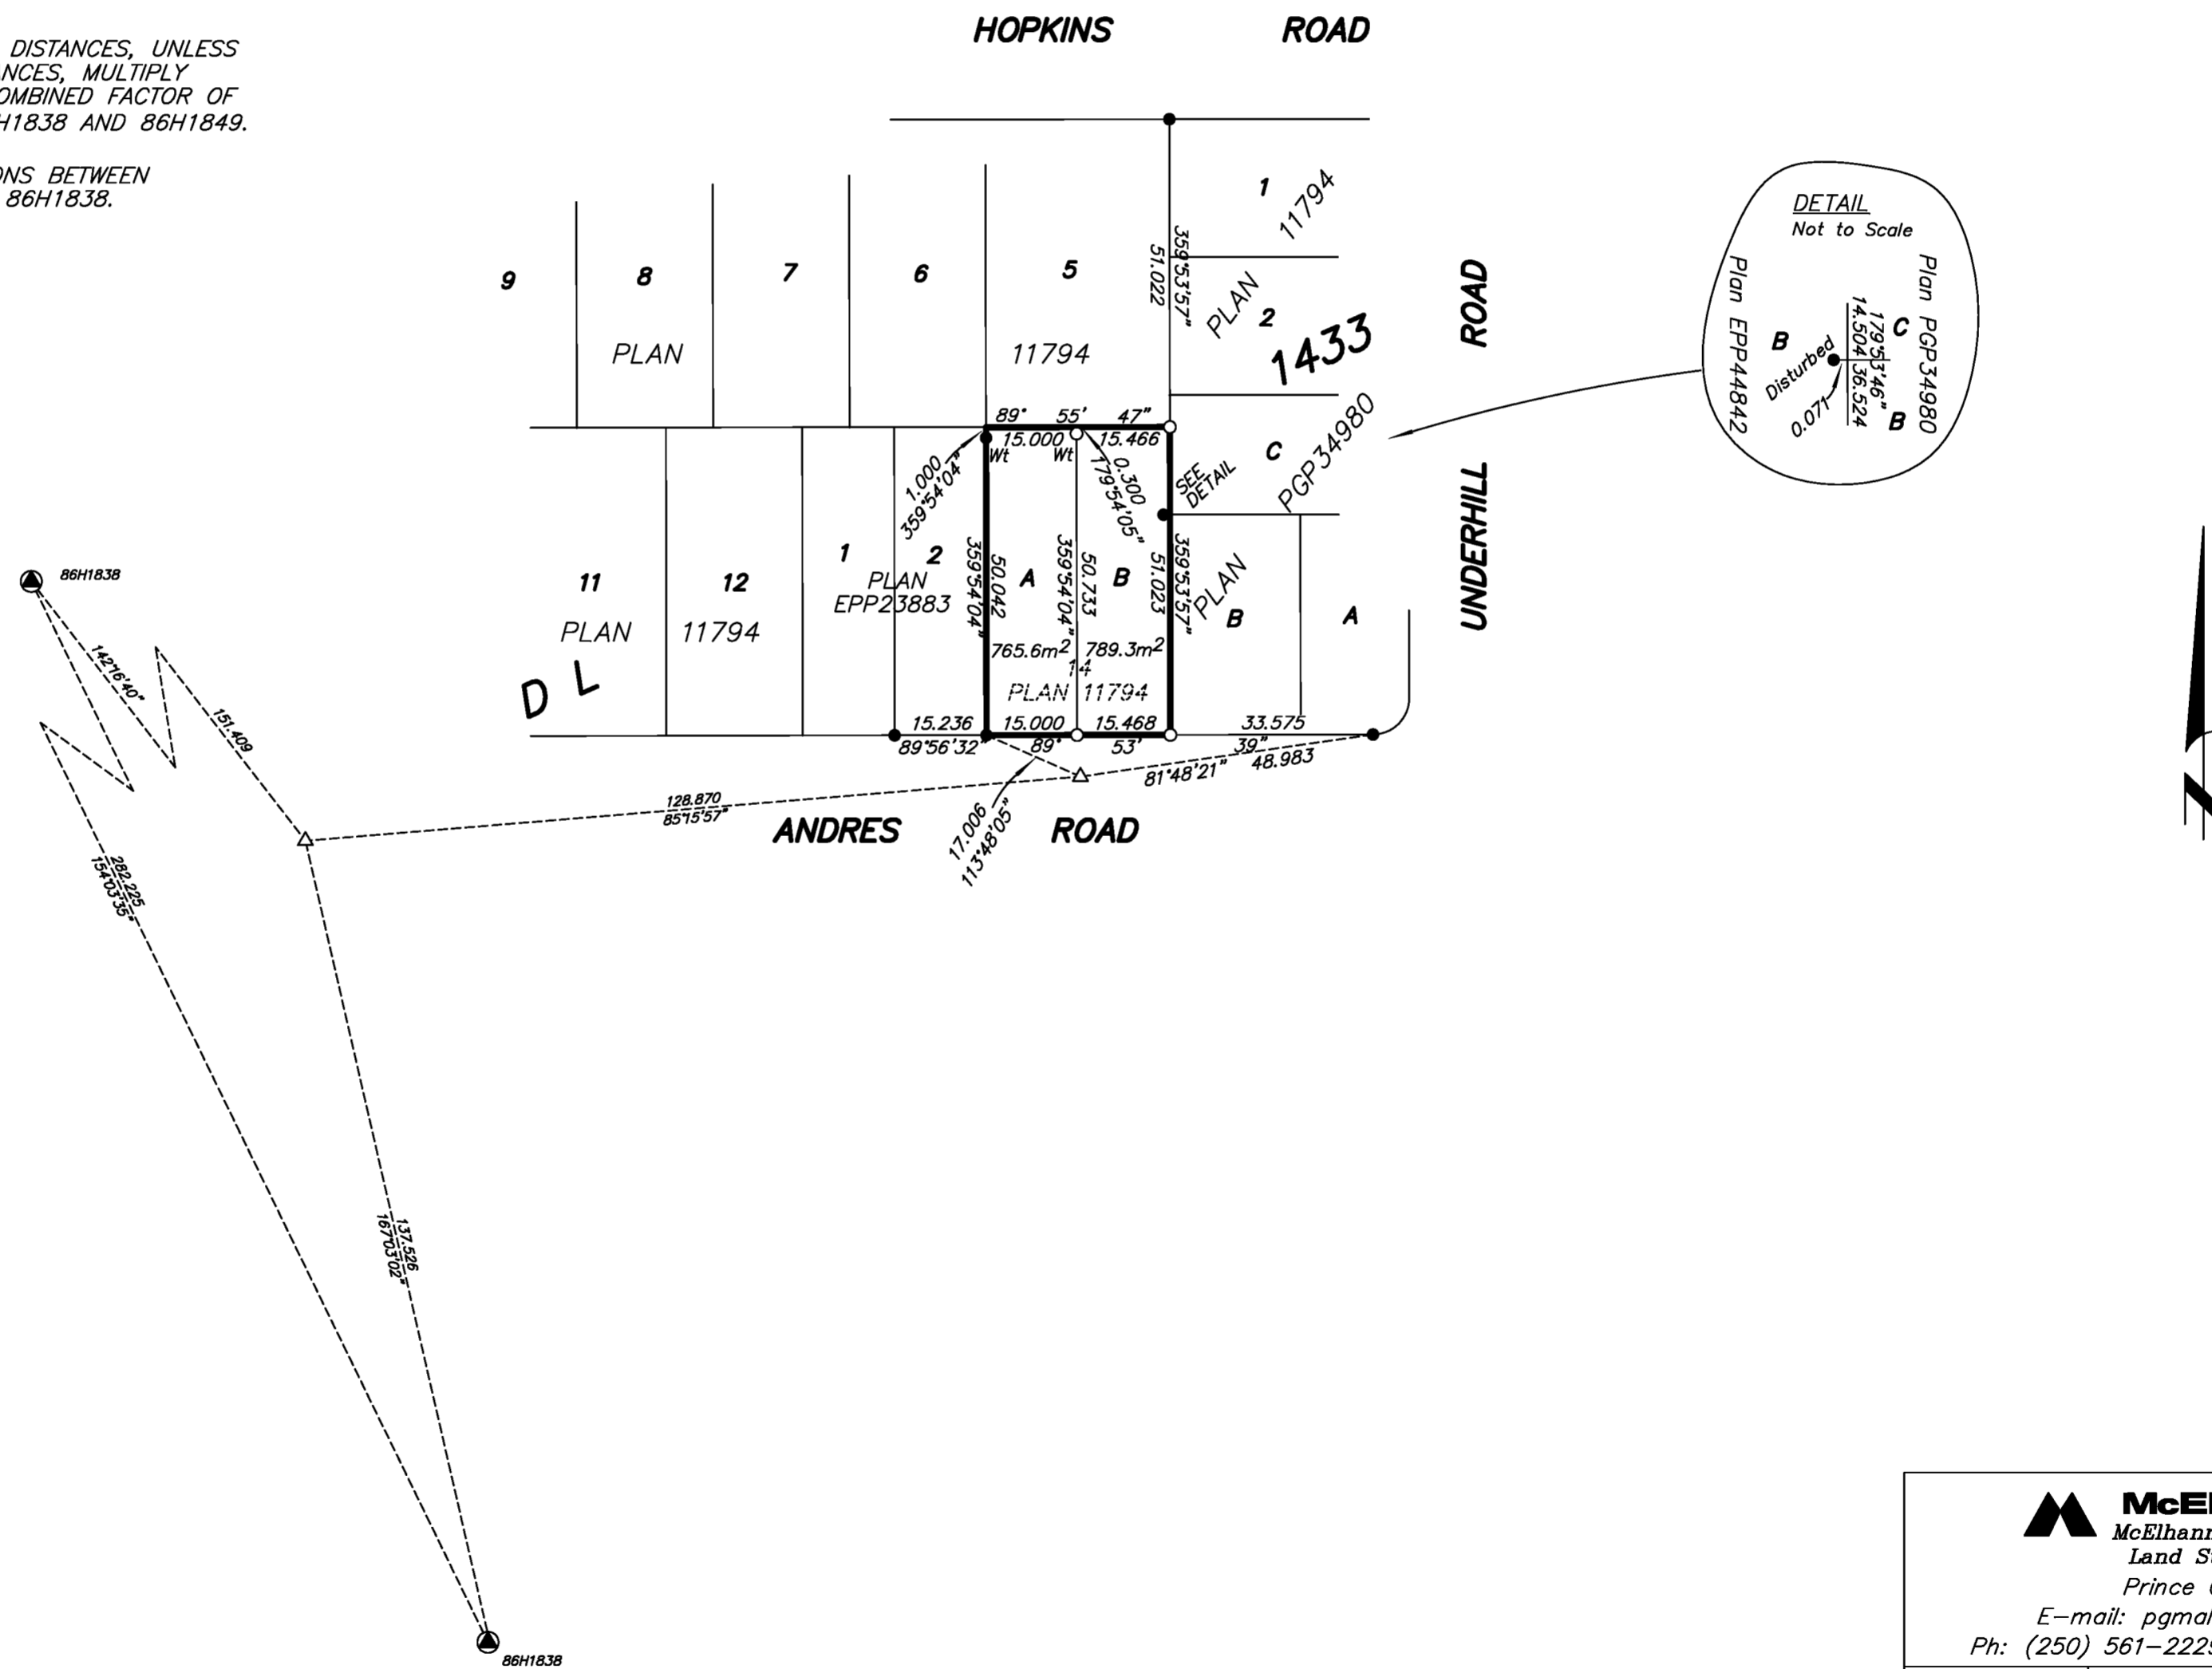 DISTANCES, UNLESS
ANCES, MULTIPLY
OMBINED FACTOR OF
H1838 AND 86H1849.
ONS BETWEEN
86H1838.
HOPKINS ROAD
DETAIL
Not to Scale
Plan EPP44842
Plan PGP34980
B
C
B
Disturbed
0.071
179°53'46"
14.504
36.524
1
11794
359°53'57"
51.022
9
8
7
6
5
PLAN
11794
PLAN
2
1433
UNDERHILL ROAD
89° 55' 47"
15.000
15.466
Wt
Wt
1.000
359°54'04"
0.300
179°54'05"
SEE
DETAIL
C
PGP34980
86H1838
11
PLAN
12
11794
1
2
PLAN
EPP23883
359°54'04"
50.042
A
359°54'04"
50.733
B
51.023
359°53'57"
PLAN
B
A
765.6m2
789.3m2
14
PLAN 11794
D L
142°16'40"
151.409
15.236
15.000
15.468
33.575
89°56'32"
89° 53' 39"
81°48'21"
48.983
128.870
85°15'57"
17.006
113°48'05"
ANDRES ROAD
282.225
154°03'35"
137.526
167°03'02"
86H1838
McElhann
Land S
Prince
E-mail: pgma
Ph: (250) 561-222